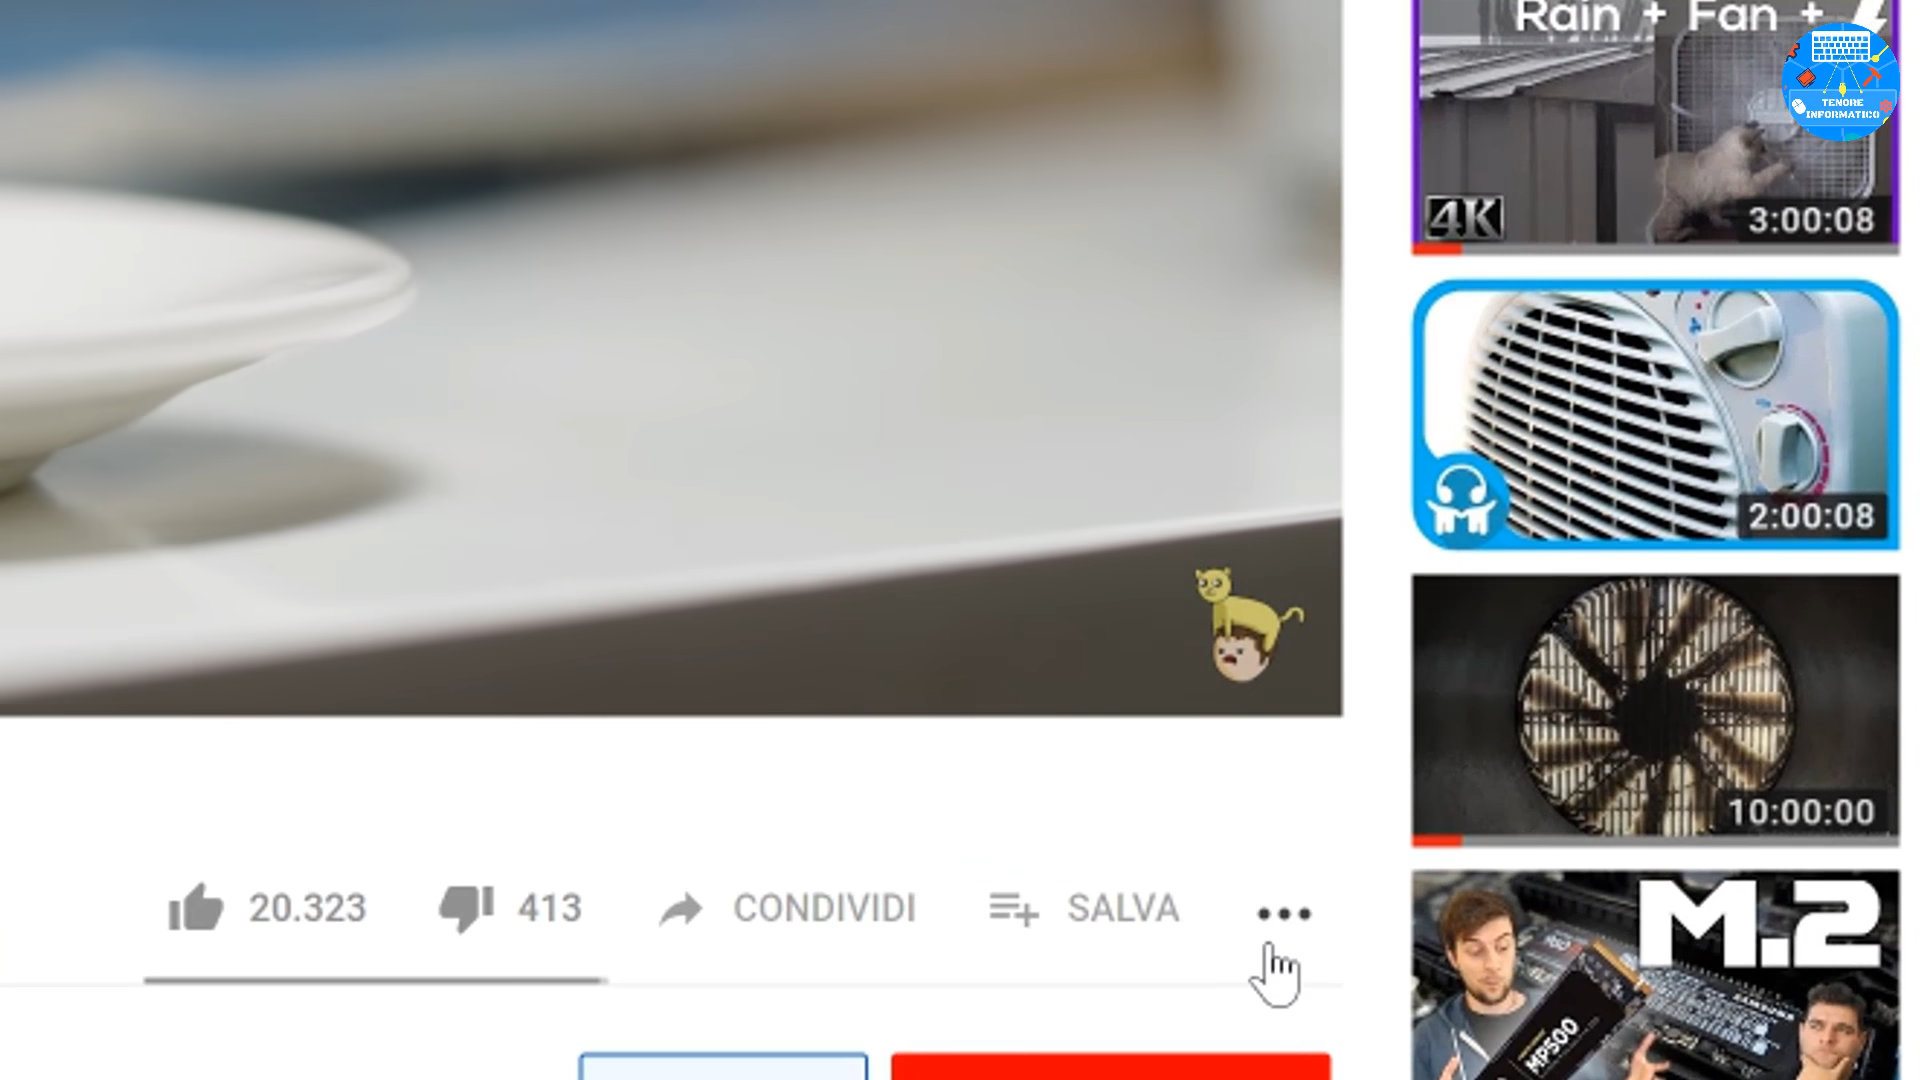 Rain + Fan +
TENORE
INFORMATICO
4K
3:00:08
2:00:08
10:00:00
20.323
413
CONDIVIDI
SALVA
M.2
SAMSUNG
MP500